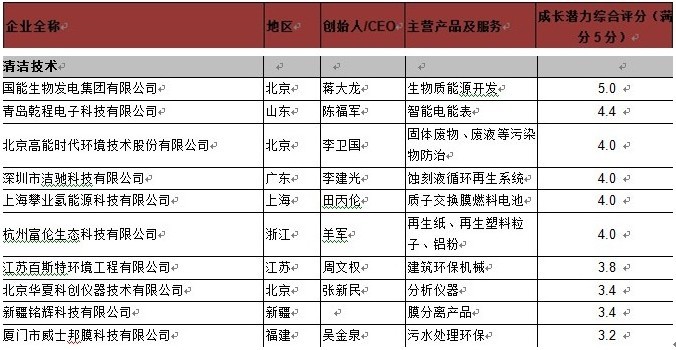 企业全称 地区 创始人/CEO 主营产品及服务 成长潜力综合评分（满
分5分）
清洁技术
国能生物发电集团有限公司 北京 蒋大龙 生物质能源开发 5.0
青岛乾程电子科技有限公司 山东 陈福军 智能电能表 4.4
北京高能时代环境技术股份有限公司 北京 李卫国 固体废物、废液等污染 4.0
物防治
深圳市洁驰科技有限公司 广东 李建光 蚀刻液循环再生系统 4.0
上海攀业氢能源科技有限公司 上海 田丙伦 质子交换膜燃料电池 4.0
杭州富伦生态科技有限公司 浙江 羊军 再生纸、再生塑料粒 4.0
子、铝粉
江苏百斯特环境工程有限公司 江苏 周文权 建筑环保机械 3.8
北京华夏科创仪器技术有限公司 北京 张新民 分析仪器 3.4
新疆铭辉科技有限公司 新疆 膜分离产品 3.4
厦门市威士邦膜科技有限公司 福建 吴金泉 污水处理环保 3.2